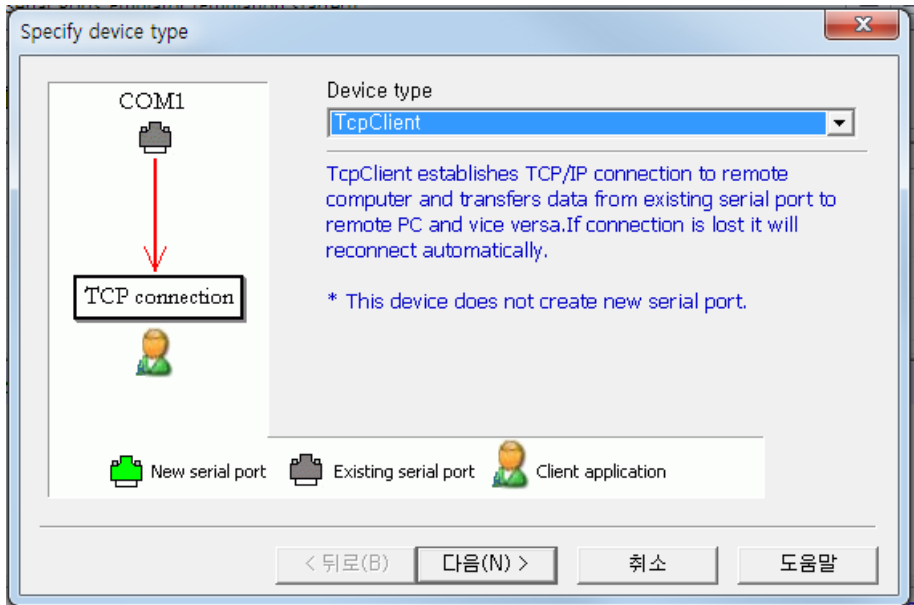 Specify device type
COM1
TCP connection
Device type
TcpClient
TcpClient establishes TCP/IP connection to remote
computer and transfers data from existing serial port to
remote PC and vice versa.If connection is lost it will
reconnect automatically.
* This device does not create new serial port.
New serial port
Existing serial port
Client application
< 뒤로(B)
다음(N) >
취소
도움말